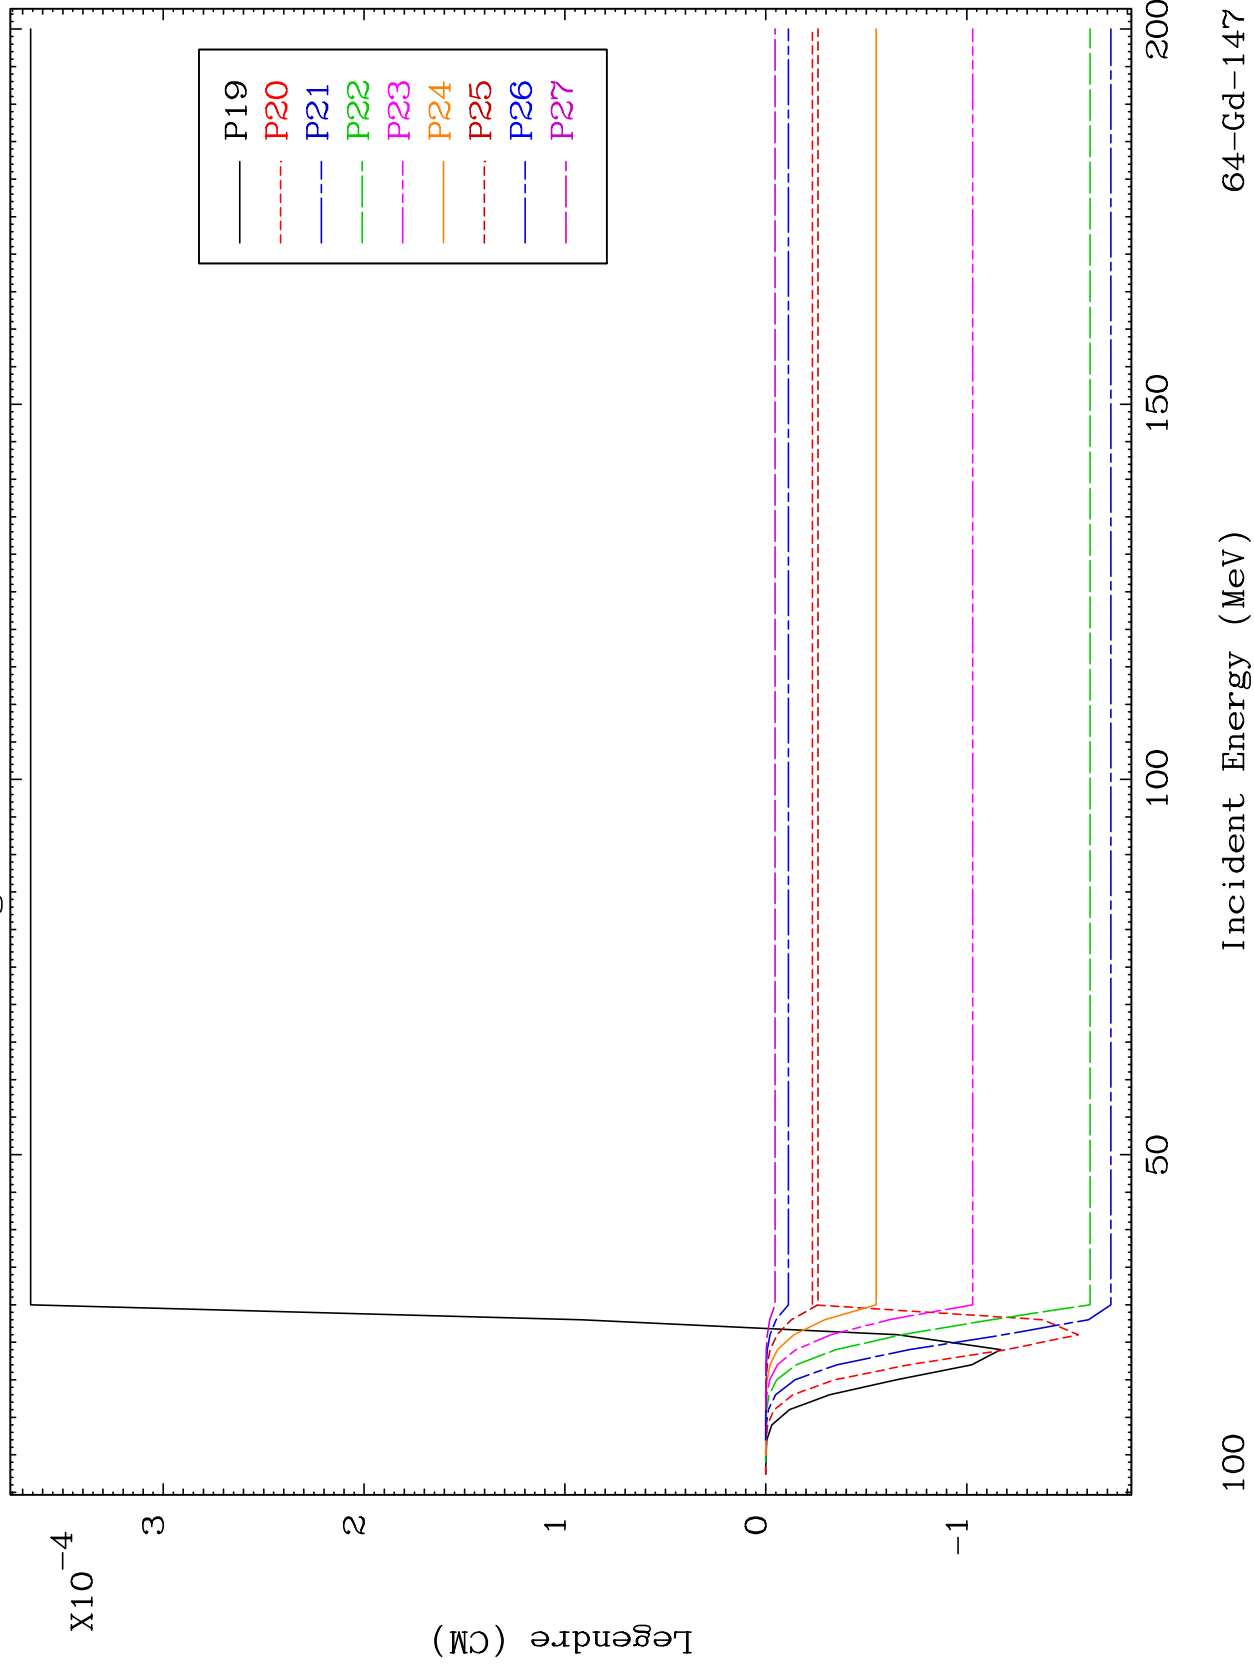 X10-4
3
2
1
0
-1
Legendre (CM)
P19
P20
P21
P22
P23
P24
P25
P26
P27
50
100
150
200
Incident Energy (MeV)
100
64-Gd-147